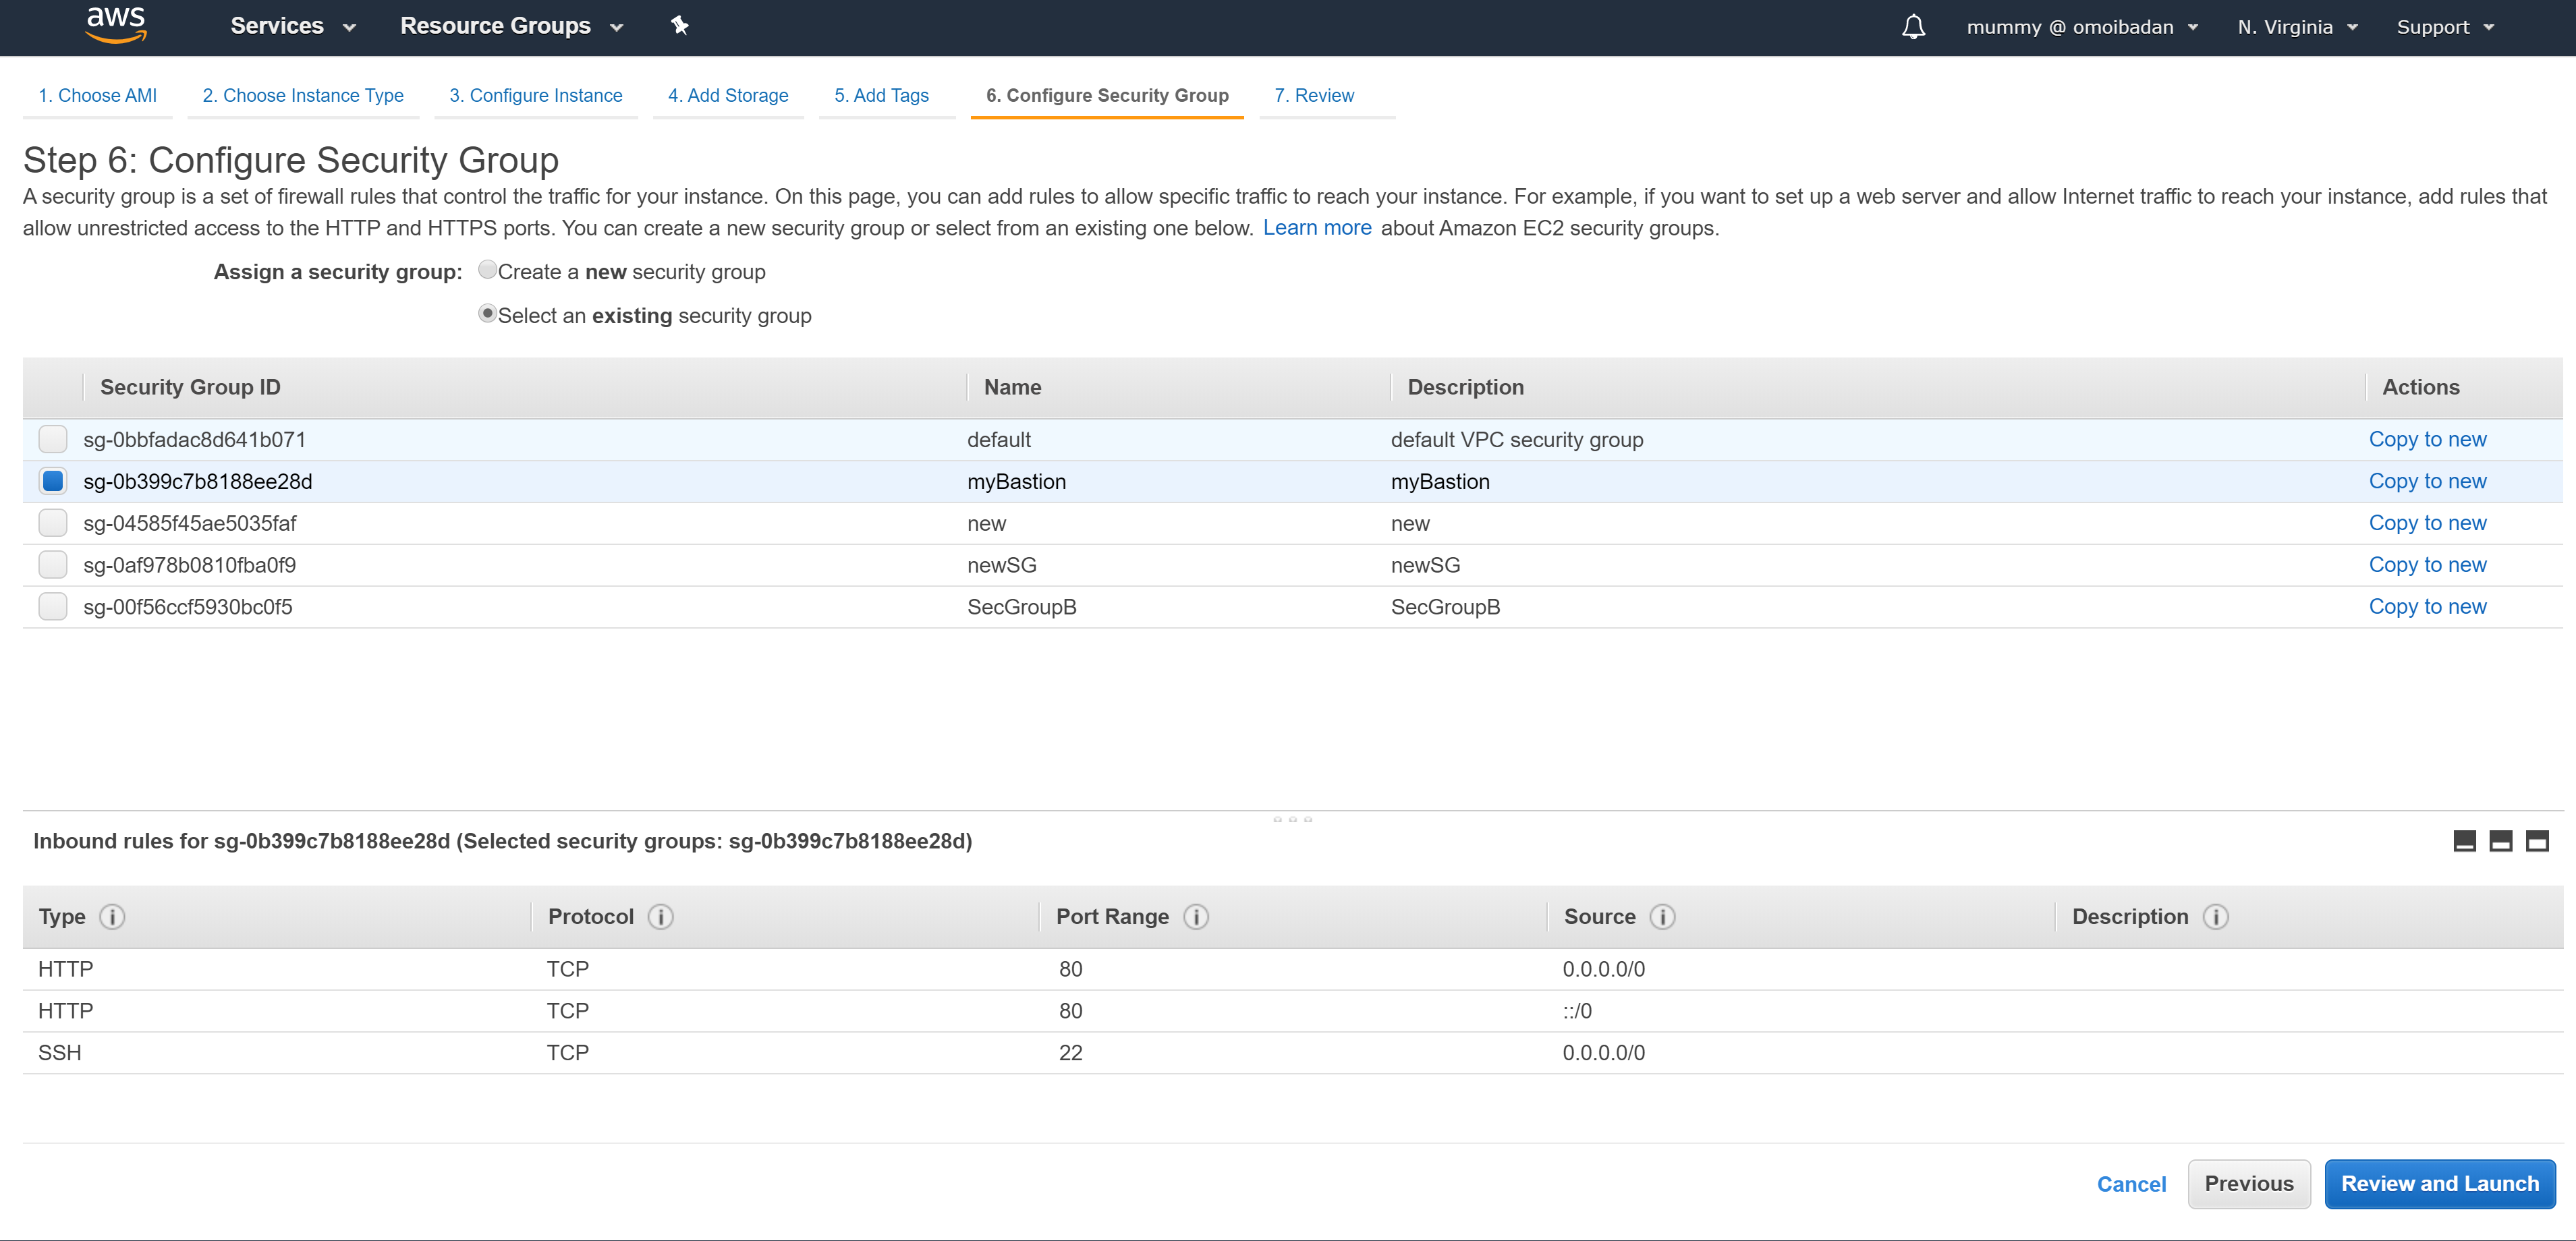 aws Services Resource Groups mummy @ omoibadan N. Virginia Support
1. Choose AMI 2. Choose Instance Type 3. Configure Instance 4. Add Storage 5. Add Tags 6. Configure Security Group 7. Review
Step 6: Configure Security Group
A security group is a set of firewall rules that control the traffic for your instance. On this page, you can add rules to allow specific traffic to reach your instance. For example, if you want to set up a web server and allow Internet traffic to reach your instance, add rules that
allow unrestricted access to the HTTP and HTTPS ports. You can create a new security group or select from an existing one below. Learn more about Amazon EC2 security groups.
Assign a security group: Create a new security group
Select an existing security group
Security Group ID Name Description Actions
sg-0bbfadac8d641b071 default default VPC security group Copy to new
sg-0b399c7b8188ee28d myBastion myBastion Copy to new
sg-04585f45ae5035faf new new Copy to new
sg-0af978b0810fba0f9 newSG newSG Copy to new
sg-00f56ccf5930bc0f5 SecGroupB SecGroupB Copy to new
Inbound rules for sg-0b399c7b8188ee28d (Selected security groups: sg-0b399c7b8188ee28d)
Type i Protocol i Port Range i Source i Description i
HTTP TCP 80 0.0.0.0/0
HTTP TCP 80 ::/0
SSH TCP 22 0.0.0.0/0
Cancel Previous Review and Launch